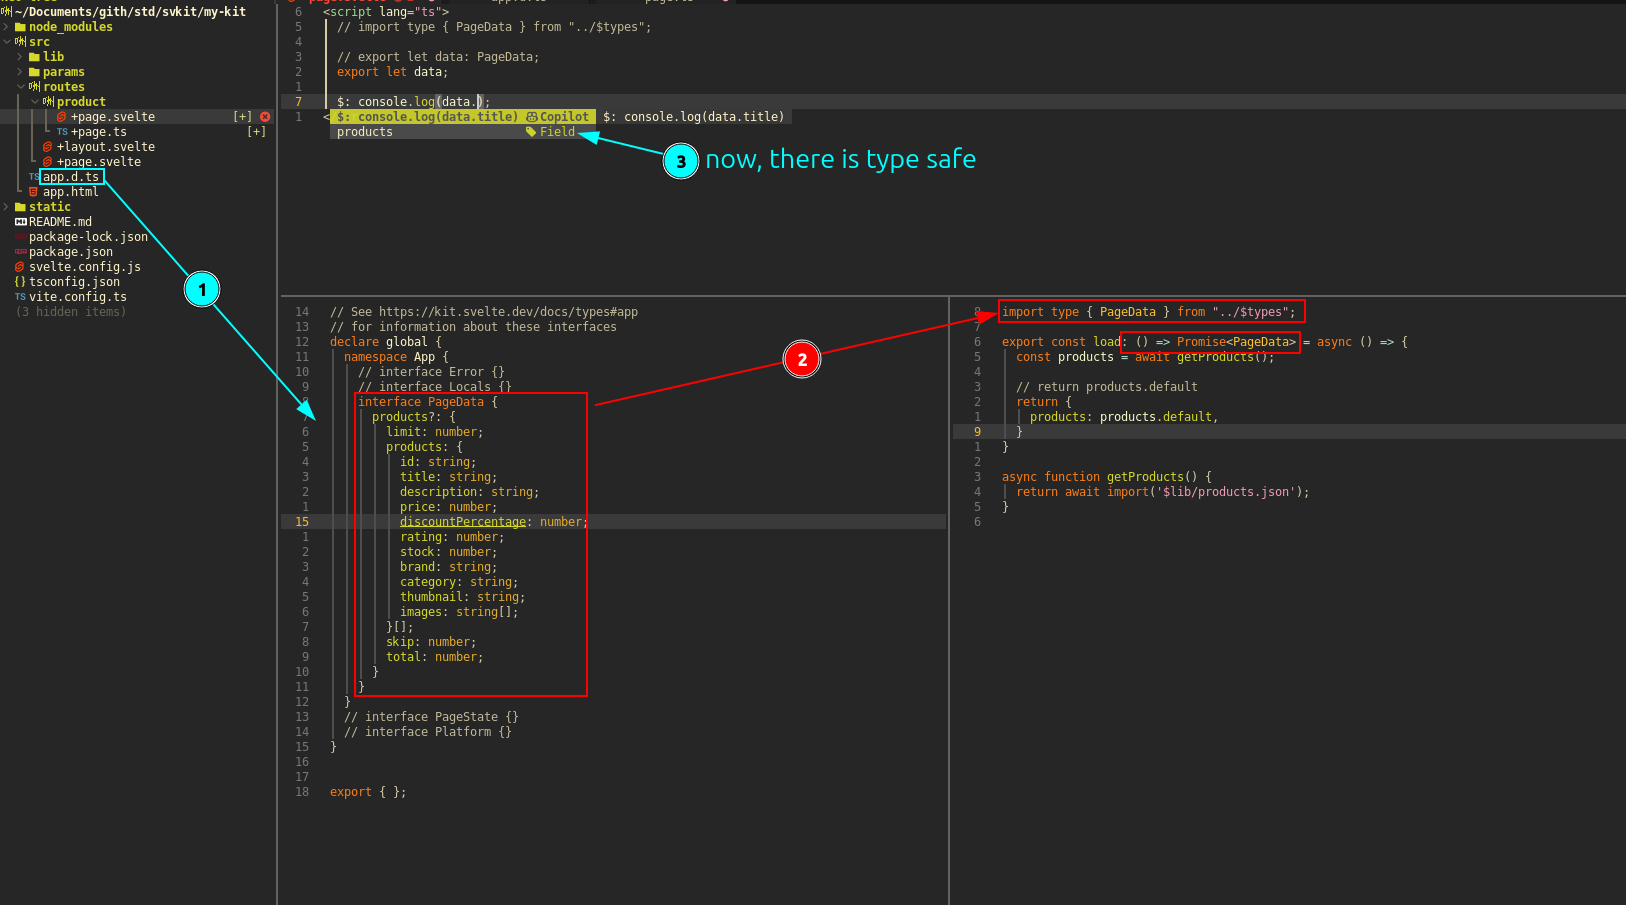 ~/Documents/gith/std/svkit/my-kit
node_modules
src
lib
params
routes
product
+page.svelte [+]
+page.ts [+]
+layout.svelte
+page.svelte
TS app.d.ts
app.html
static
README.md
package-lock.json
package.json
svelte.config.js
{} tsconfig.json
TS vite.config.ts
(3 hidden items)
6 <script lang="ts">
5 // import type { PageData } from "../$types";
4
3 // export let data: PageData;
2 export let data;
1
7 $: console.log(data.);
1 < $: console.log(data.title) Copilot $: console.log(data.title)
products Field
3 now, there is type safe
1
2
14 // See https://kit.svelte.dev/docs/types#app
13 // for information about these interfaces
12 declare global {
11 namespace App {
10 // interface Error {}
9 // interface Locals {}
8 interface PageData {
7 products?: {
6 limit: number;
5 products: {
4 id: string;
3 title: string;
2 description: string;
1 price: number;
15 discountPercentage: number;
1 rating: number;
2 stock: number;
3 brand: string;
4 category: string;
5 thumbnail: string;
6 images: string[];
7 }[];
8 skip: number;
9 total: number;
10 }
11 }
12 }
13 // interface PageState {}
14 // interface Platform {}
15 }
16
17
18 export { };
8 import type { PageData } from "../$types";
7
6 export const load: () => Promise<PageData> = async () => {
5 const products = await getProducts();
4
3 // return products.default
2 return {
1 products: products.default,
9 }
1 }
2
3 async function getProducts() {
4 return await import('$lib/products.json');
5 }
6